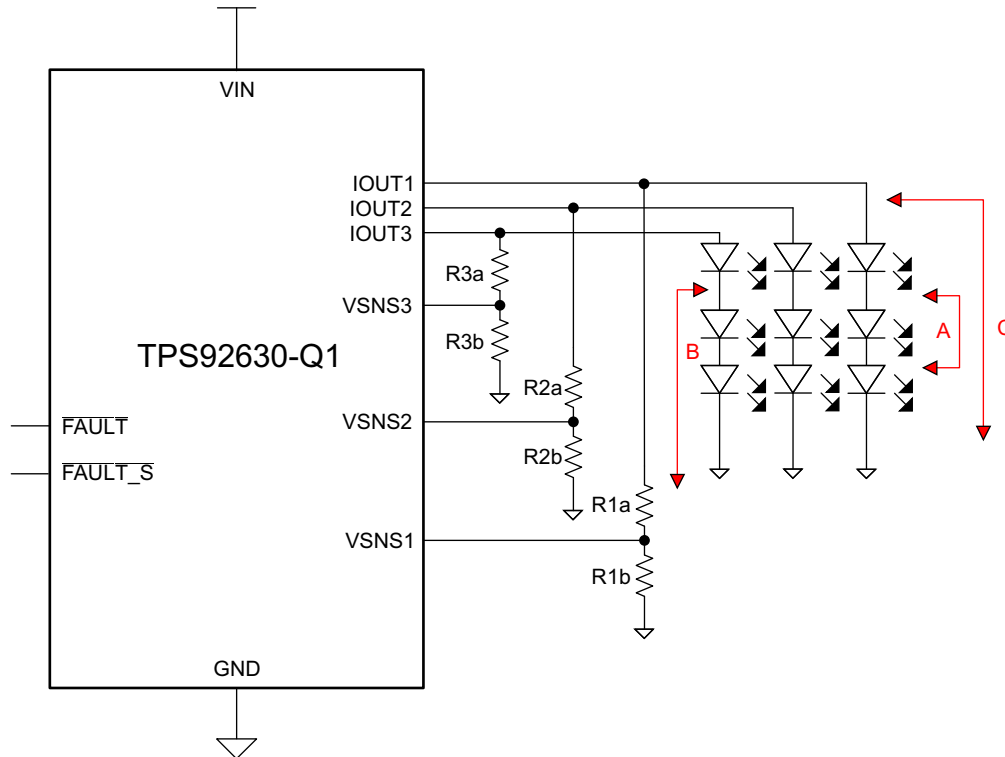 VIN
IOUT1
IOUT2
IOUT3
R3a
VSNS3
R3b
TPS92630-Q1
A
B
R2a
VSNS2
R2b
FAULT
FAULT_S
R1a
VSNS1
R1b
GND